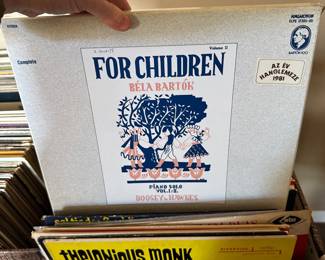 HUNGAROTON
Volume II
Complete
FOR CHILDREN
BÉLA BARTÓK
AZ ÉV
HANGLEMEZE
1981
PIANO SOLO
VOL. I-II.
BOOSEY & HAWKES
THELONIOUS MONK